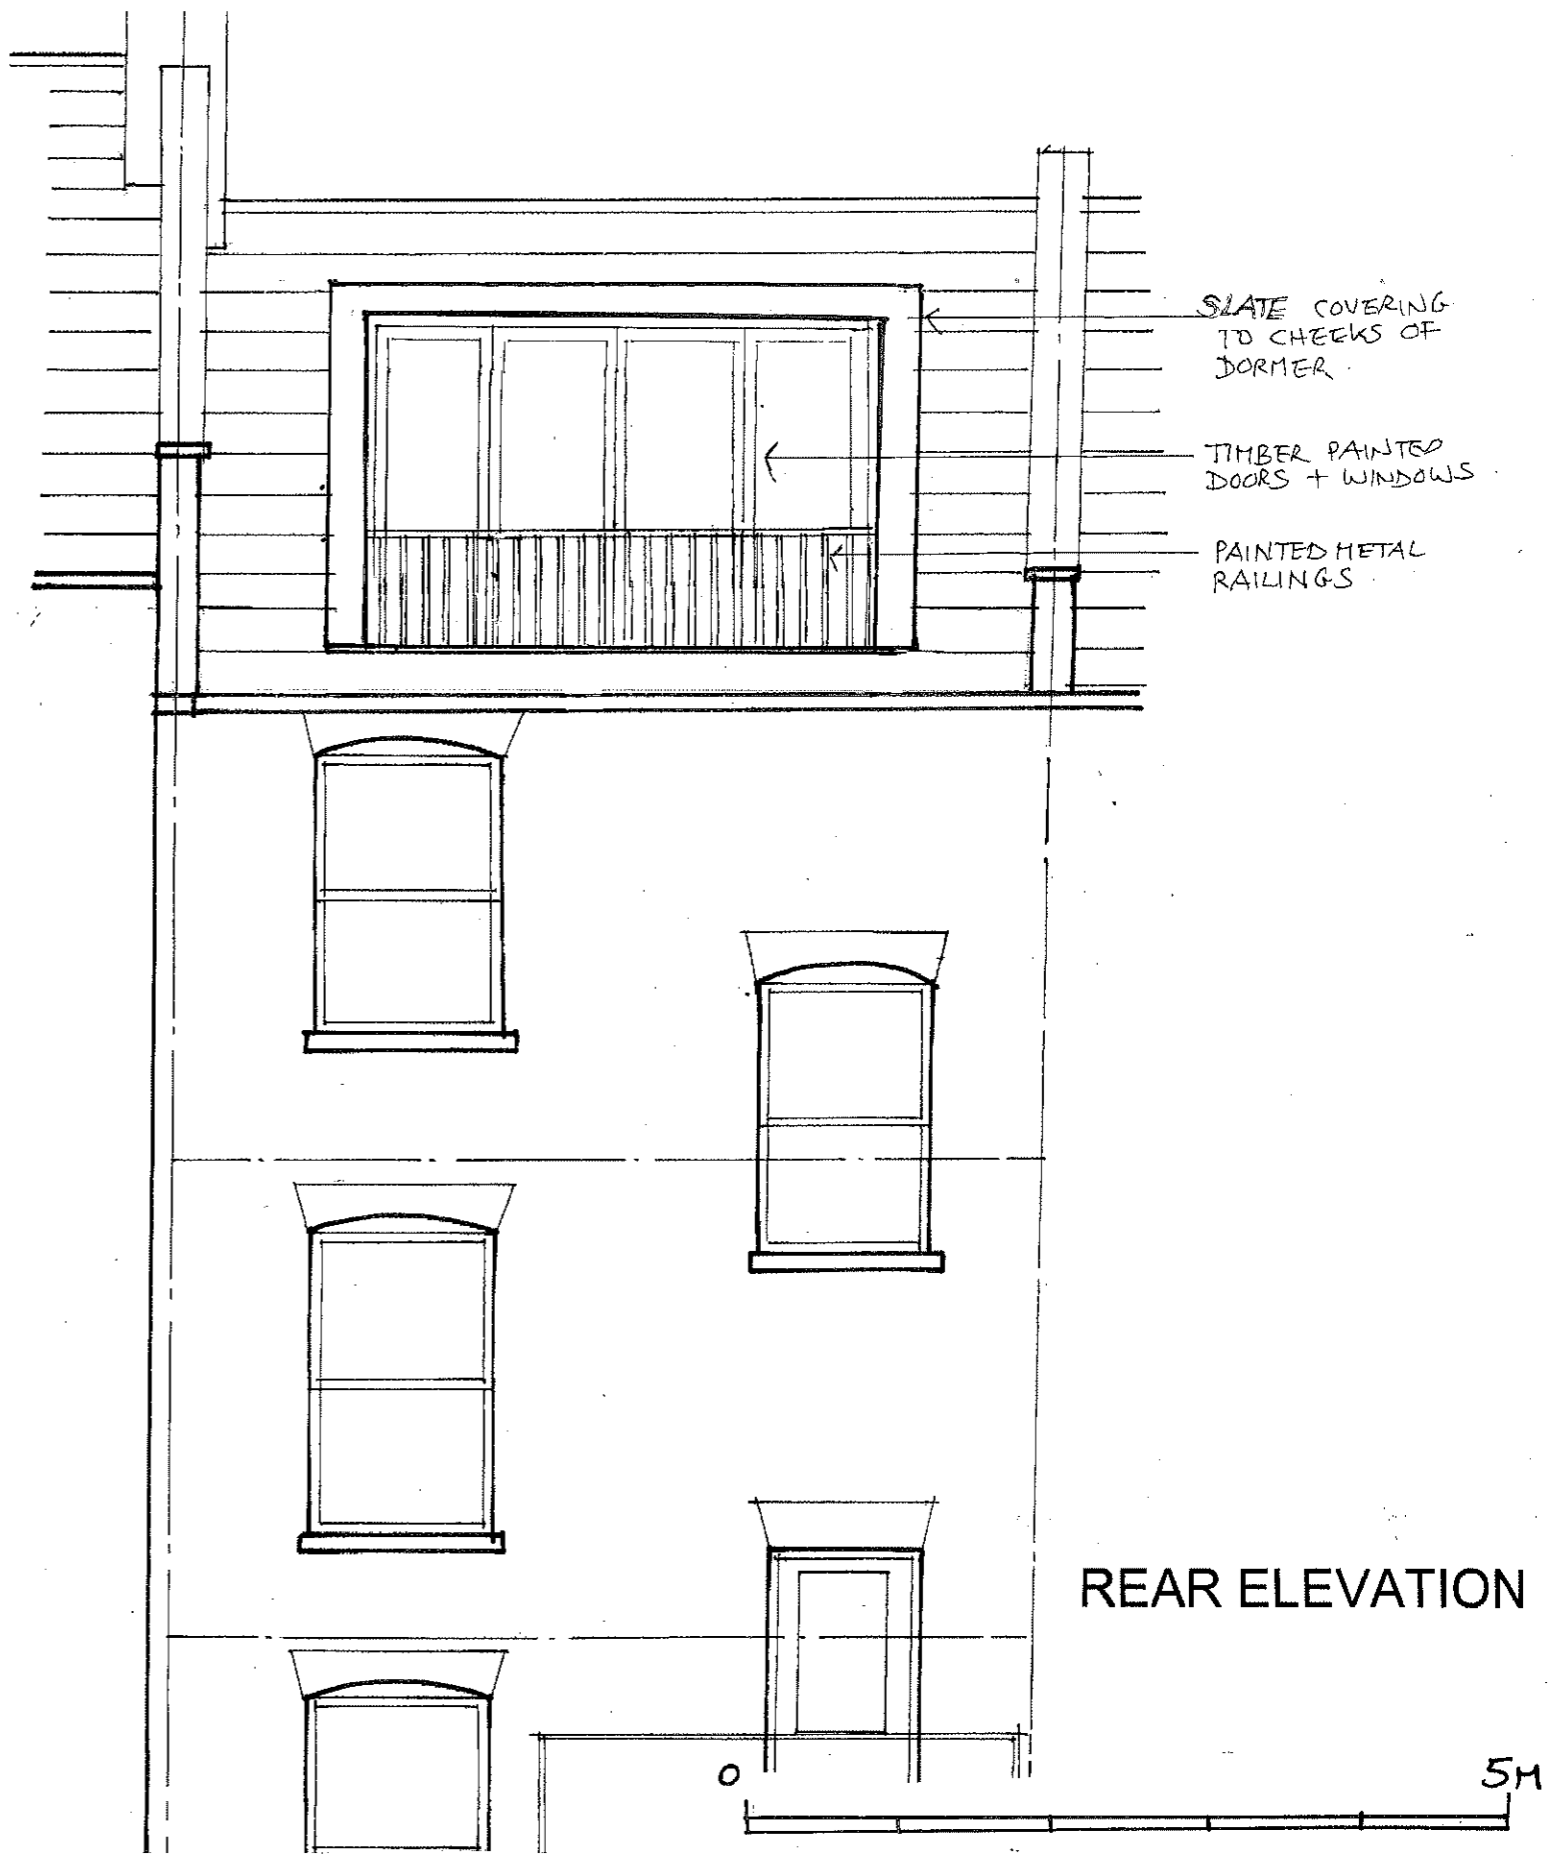 SLATE COVERING
TO CHEEKS OF
DORMER.
TIMBER PAINTED
DOORS + WINDOWS
PAINTED METAL
RAILINGS
REAR ELEVATION
0 5M